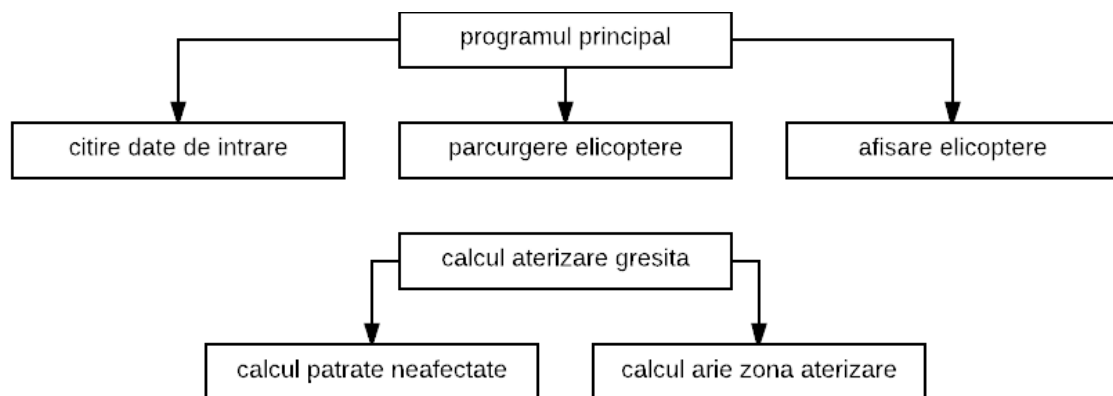 programul principal
citire date de intrare
parcurgere elicoptere
afisare elicoptere
calcul aterizare gresita
calcul patrate neafectate
calcul arie zona aterizare